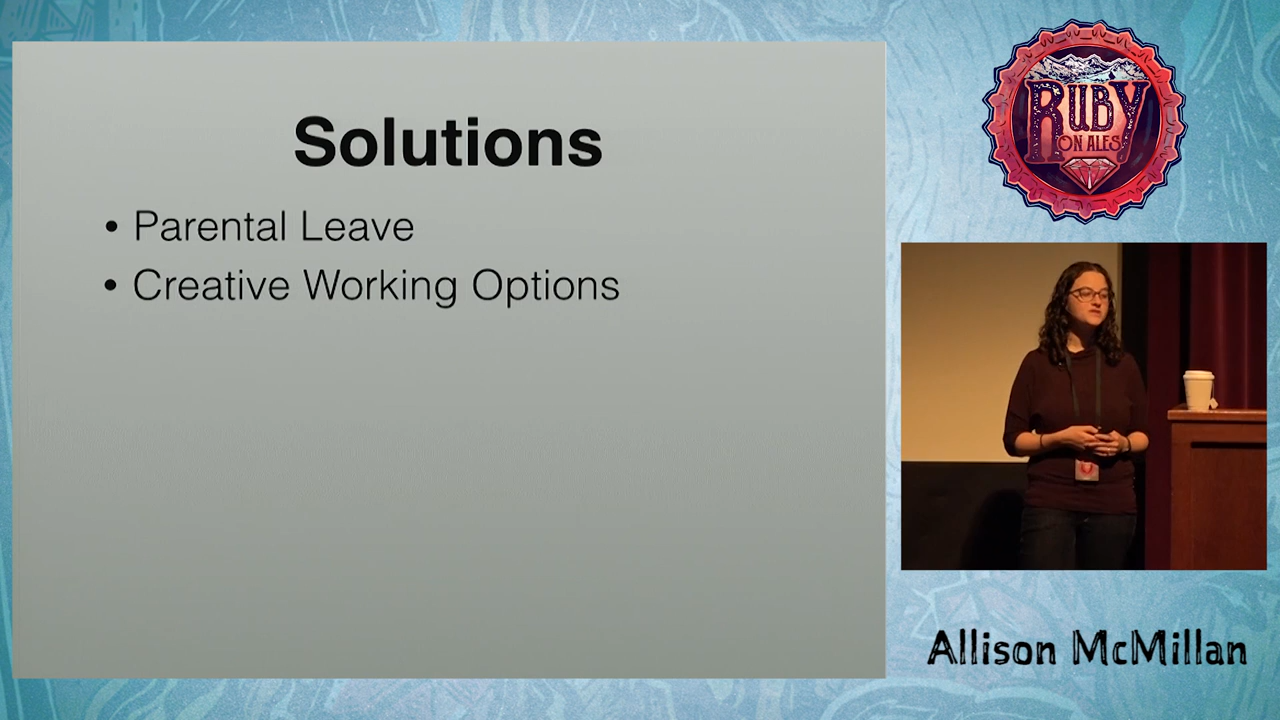 Solutions
• Parental Leave
• Creative Working Options
RUBY
ON ALES
Allison McMillan